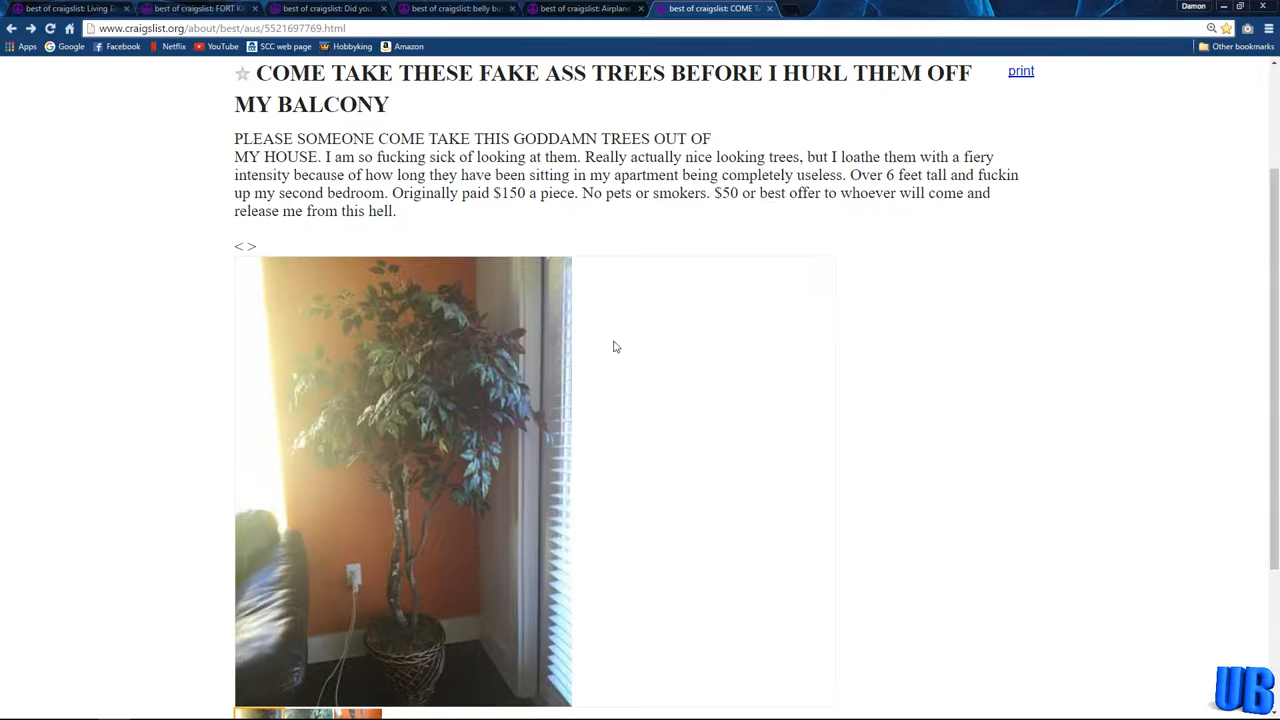 best of craigslist: Living E
best of craigslist: FORT KI
best of craigslist: Did you
best of craigslist: belly bu
best of craigslist: Airplane
best of craigslist: COME TA
Damon
www.craigslist.org/about/best/aus/5521697769.html
Apps
Google
Facebook
Netflix
YouTube
SCC web page
Hobbyking
Amazon
Other bookmarks
COME TAKE THESE FAKE ASS TREES BEFORE I HURL THEM OFF
MY BALCONY
print
PLEASE SOMEONE COME TAKE THIS GODDAMN TREES OUT OF
MY HOUSE. I am so fucking sick of looking at them. Really actually nice looking trees, but I loathe them with a fiery
intensity because of how long they have been sitting in my apartment being completely useless. Over 6 feet tall and fuckin
up my second bedroom. Originally paid $150 a piece. No pets or smokers. $50 or best offer to whoever will come and
release me from this hell.
< >
UB